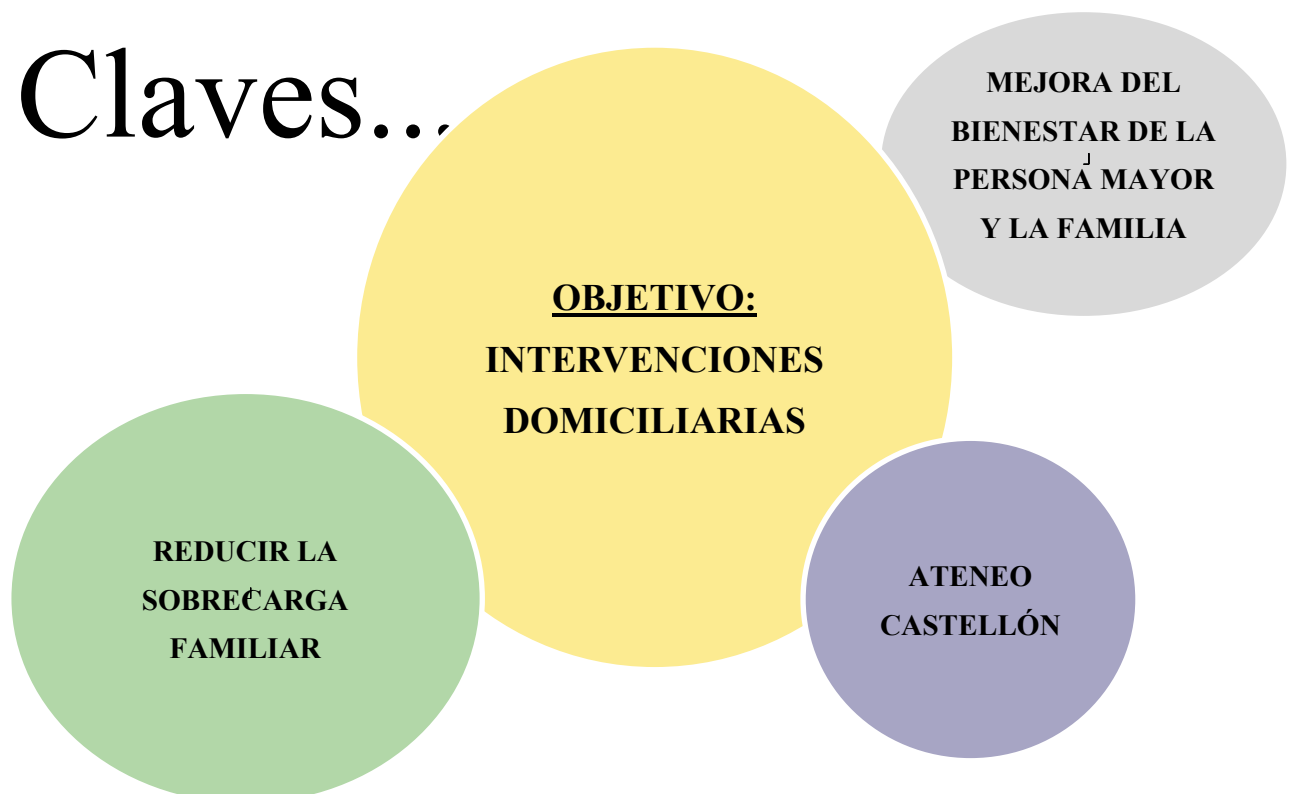 Claves...
MEJORA DEL
BIENESTAR DE LA
PERSONA MAYOR
Y LA FAMILIA
OBJETIVO:
INTERVENCIONES
DOMICILIARIAS
REDUCIR LA
SOBRECARGA
FAMILIAR
ATENEO
CASTELLÓN